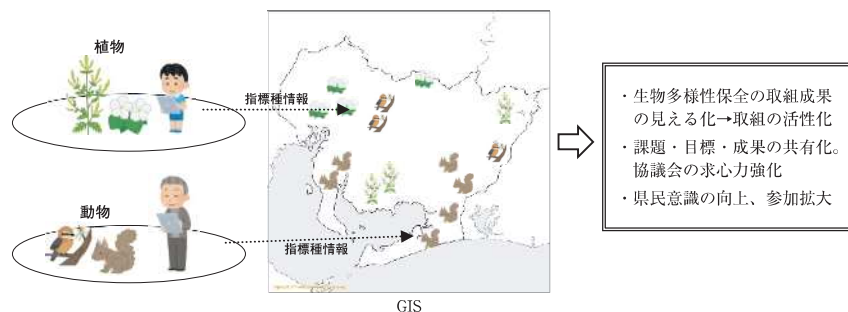 植物
指標種情報
動物
指標種情報
GIS
・生物多様性保全の取組成果
の見える化→取組の活性化
・課題・目標・成果の共有化。
協議会の求心力強化
・県民意識の向上、参加拡大